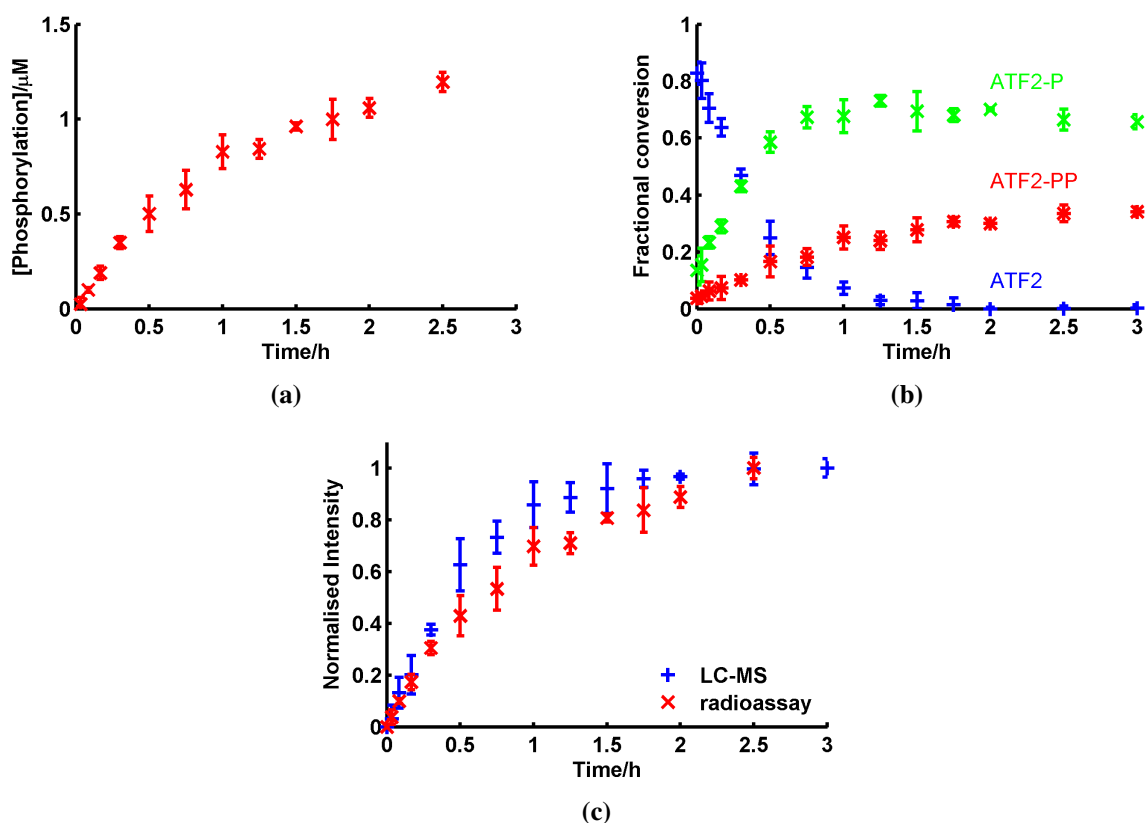 1.5
1
0.5
0
[Phosphorylation]/μM
0 0.5 1 1.5 2 2.5 3
Time/h
(a)
1
0.8
0.6
0.4
0.2
0
Fractional conversion
ATF2-P
ATF2-PP
ATF2
0 0.5 1 1.5 2 2.5 3
Time/h
(b)
1
0.8
0.6
0.4
0.2
0
Normalised Intensity
LC-MS
radioassay
0 0.5 1 1.5 2 2.5 3
Time/h
(c)